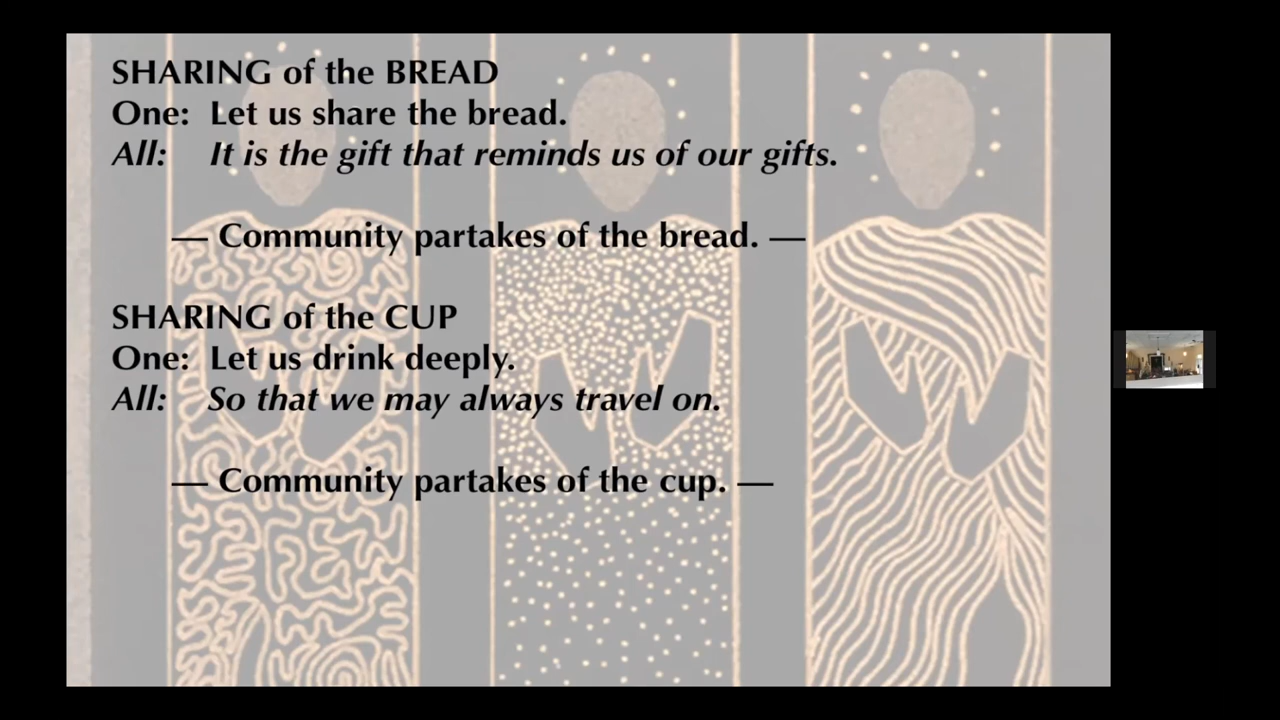 SHARING of the BREAD
One: Let us share the bread.
All: It is the gift that reminds us of our gifts.
— Community partakes of the bread. —
SHARING of the CUP
One: Let us drink deeply.
All: So that we may always travel on.
— Community partakes of the cup. —